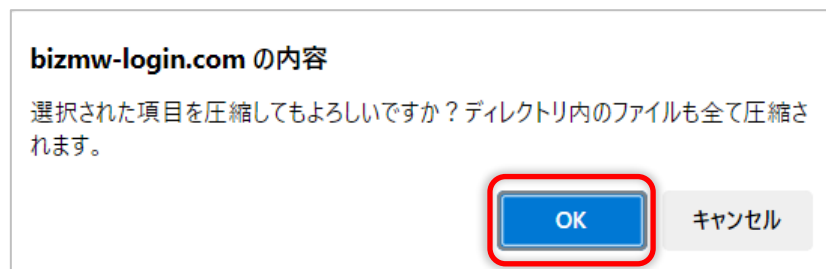 bizmw-login.com の内容
選択された項目を圧縮してもよろしいですか？ディレクトリ内のファイルも全て圧縮さ
れます。
OK
キャンセル